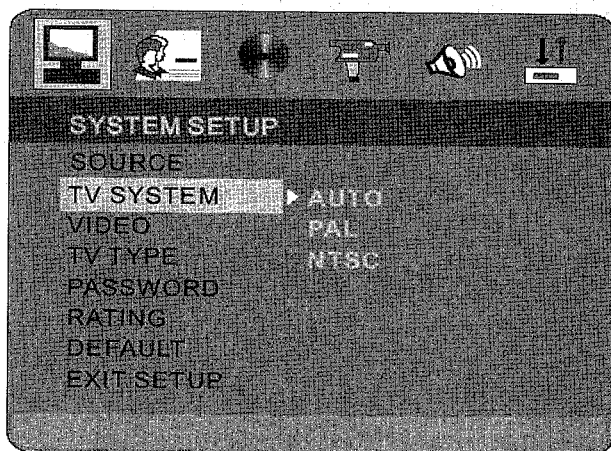 SYSTEM SETUP
SOURCE
TV SYSTEM AUTO
VIDEO PAL
TV TYPE NTSC
PASSWORD
RATING
DEFAULT
EXIT SETUP